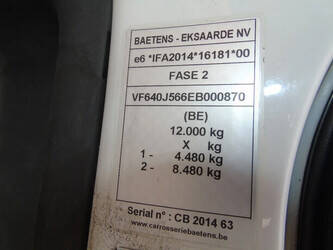 BAETENS - EKSAARDE NV
e6 *IFA2014*16181*00
FASE 2
VF640J566EB000870
(BE)
12.000 kg
X kg
1 - 4.480 kg
2 - 8.480 kg
Serial n° : CB 2014 63
www.carrosseriebaetens.be